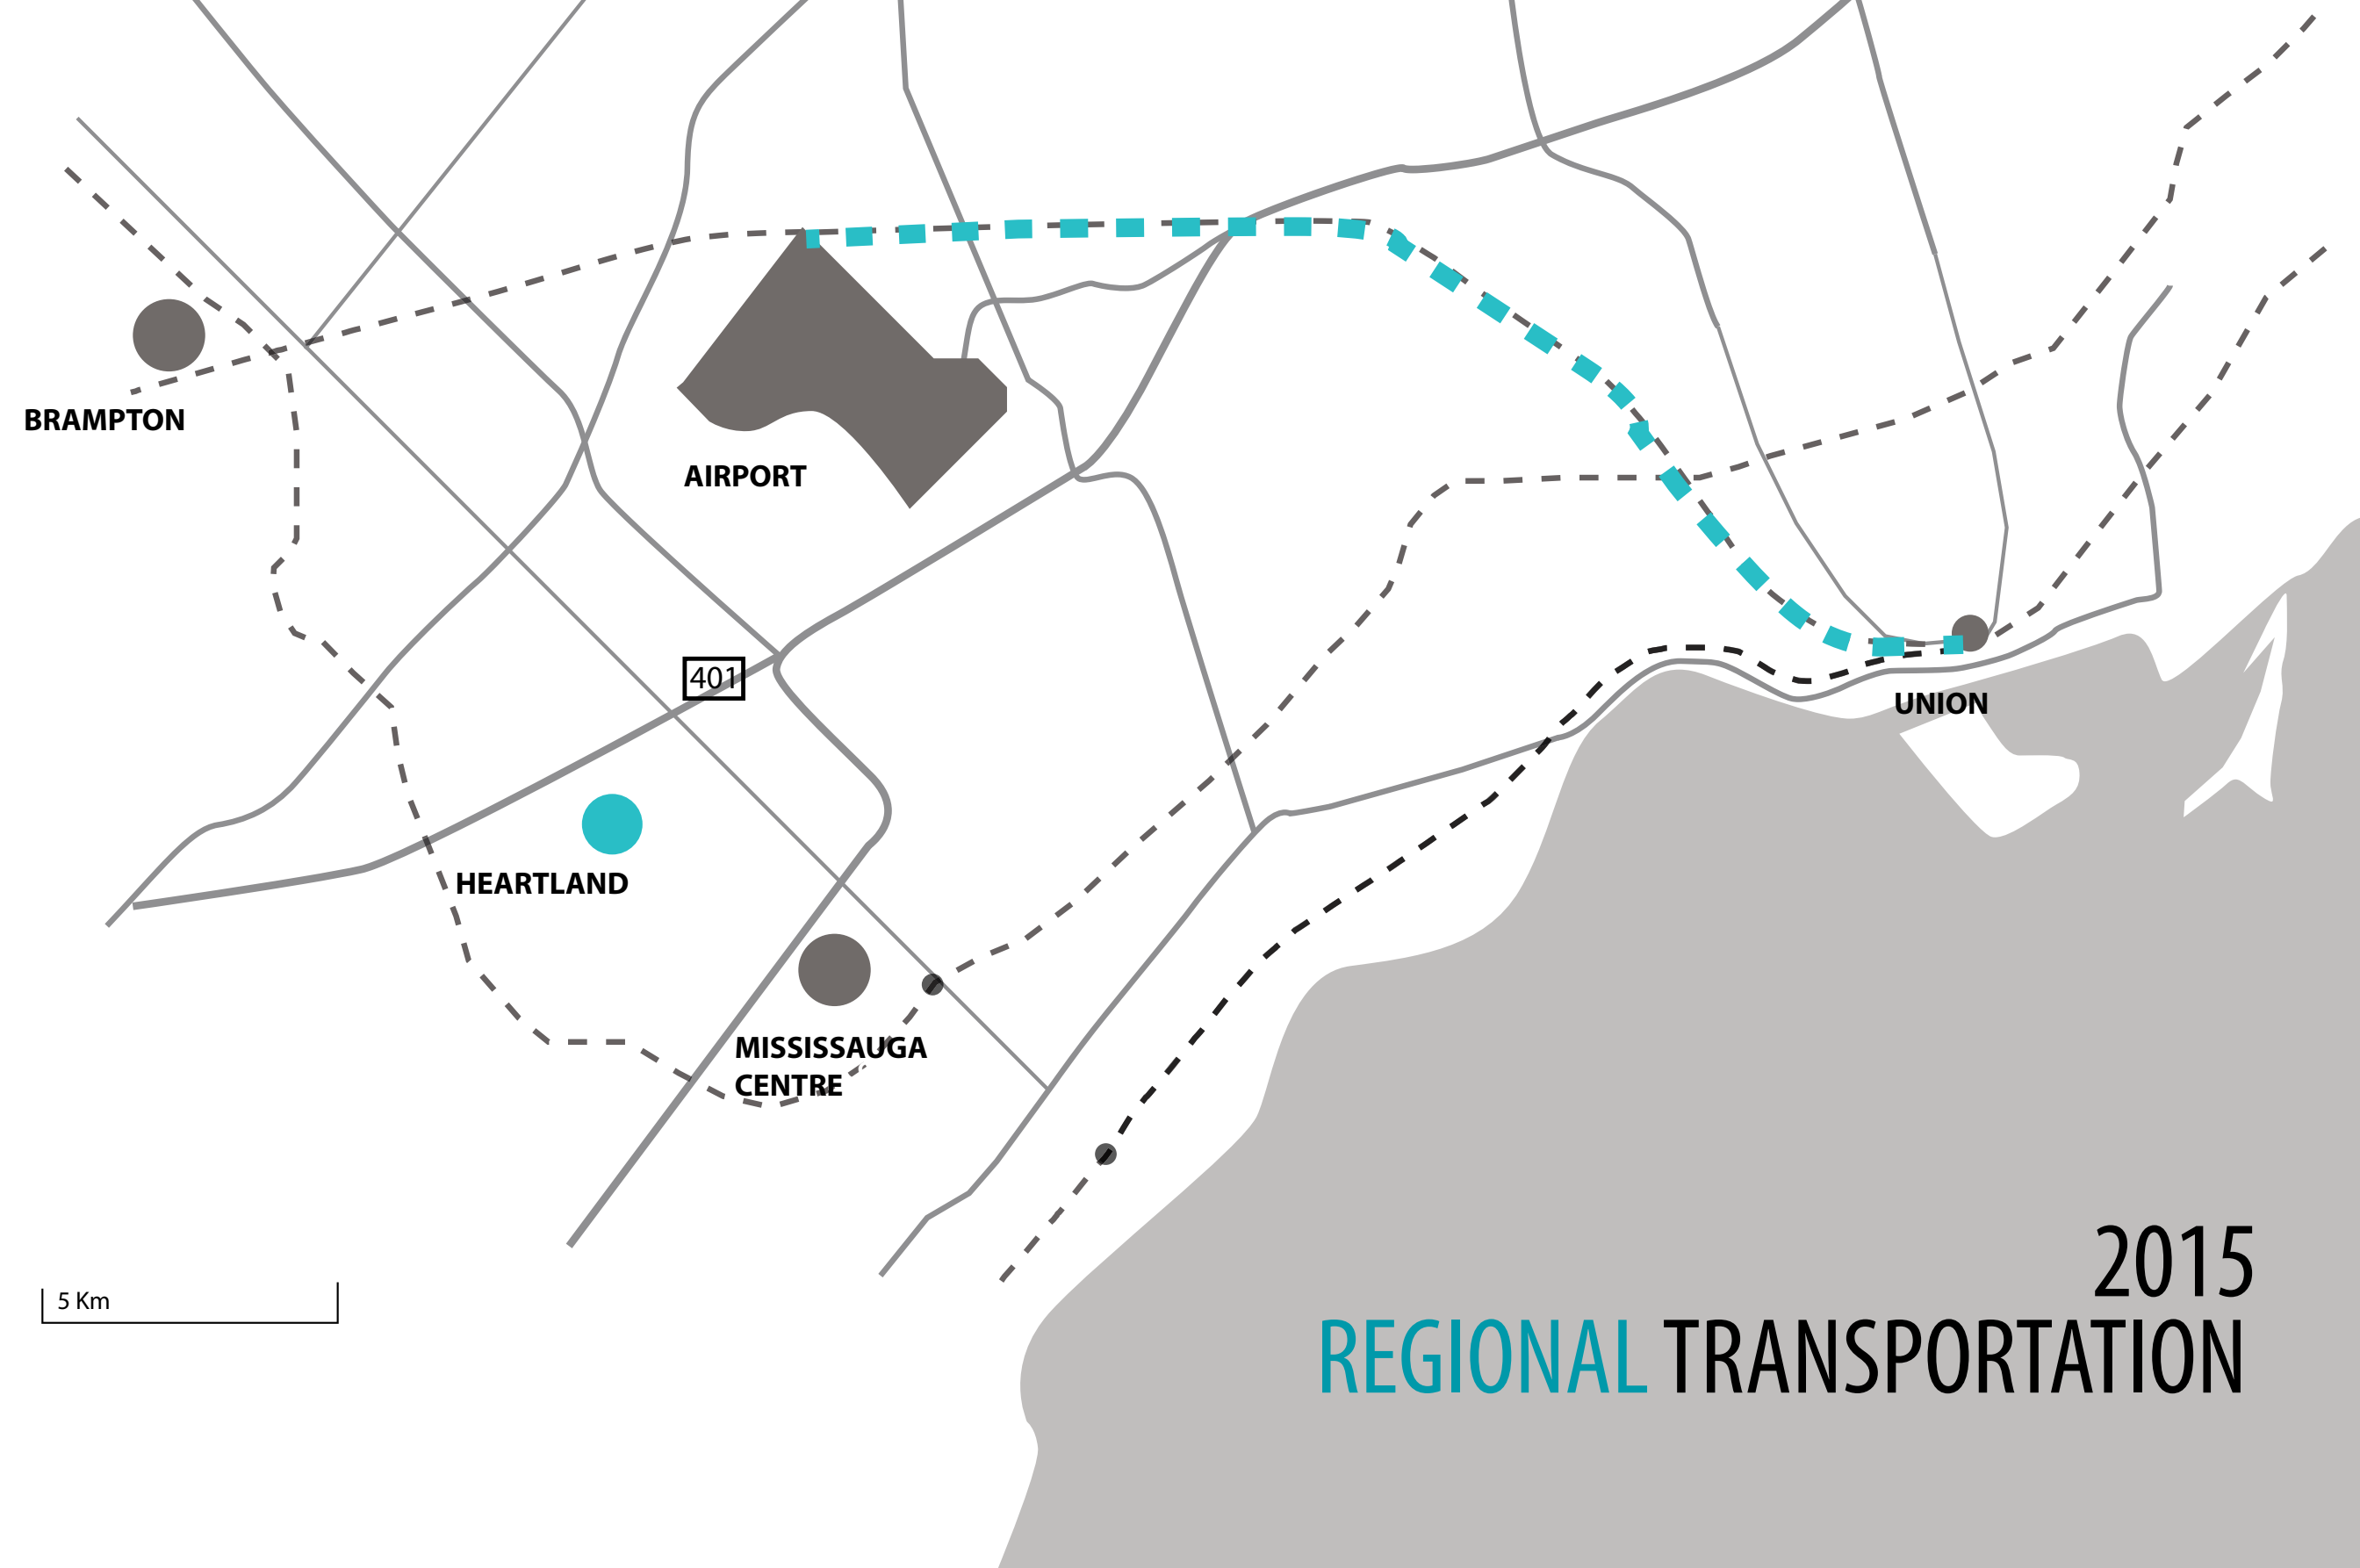 BRAMPTON
AIRPORT
401
UNION
HEARTLAND
MISSISSAUGA
CENTRE
5 Km
2015
REGIONAL TRANSPORTATION